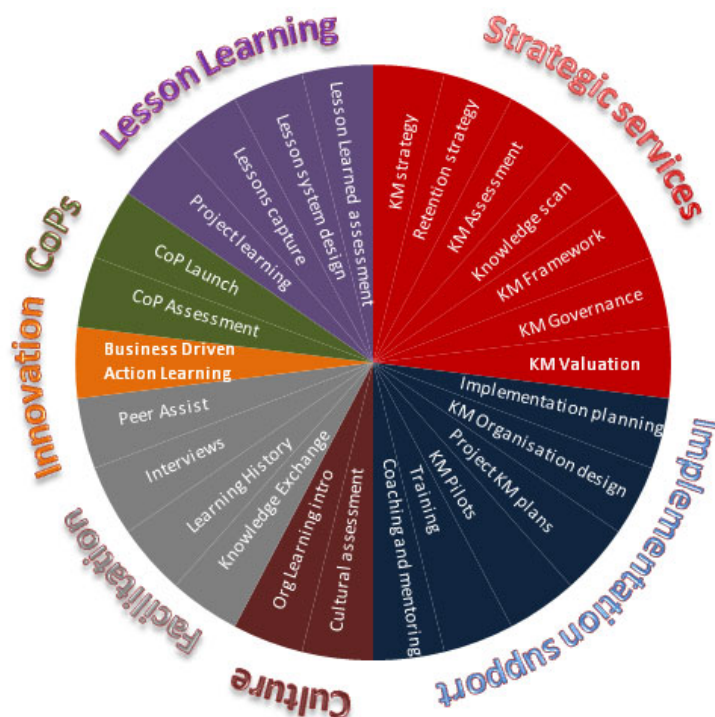 Strategic services
KM strategy
Retention strategy
KM Assessment
Knowledge scan
KM Framework
KM Governance
KM Valuation
Implementation support
Implementation planning
KM Organisation design
Project KM plans
KM Pilots
Training
Coaching and mentoring
Culture
Cultural assessment
Org Learning intro
Facilitation
Knowledge Exchange
Learning History
Interviews
Peer Assist
Innovation
Business Driven
Action Learning
CoPs
CoP Assessment
CoP Launch
Lesson Learning
Project learning
Lessons capture
Lesson system design
Lesson Learned assessment